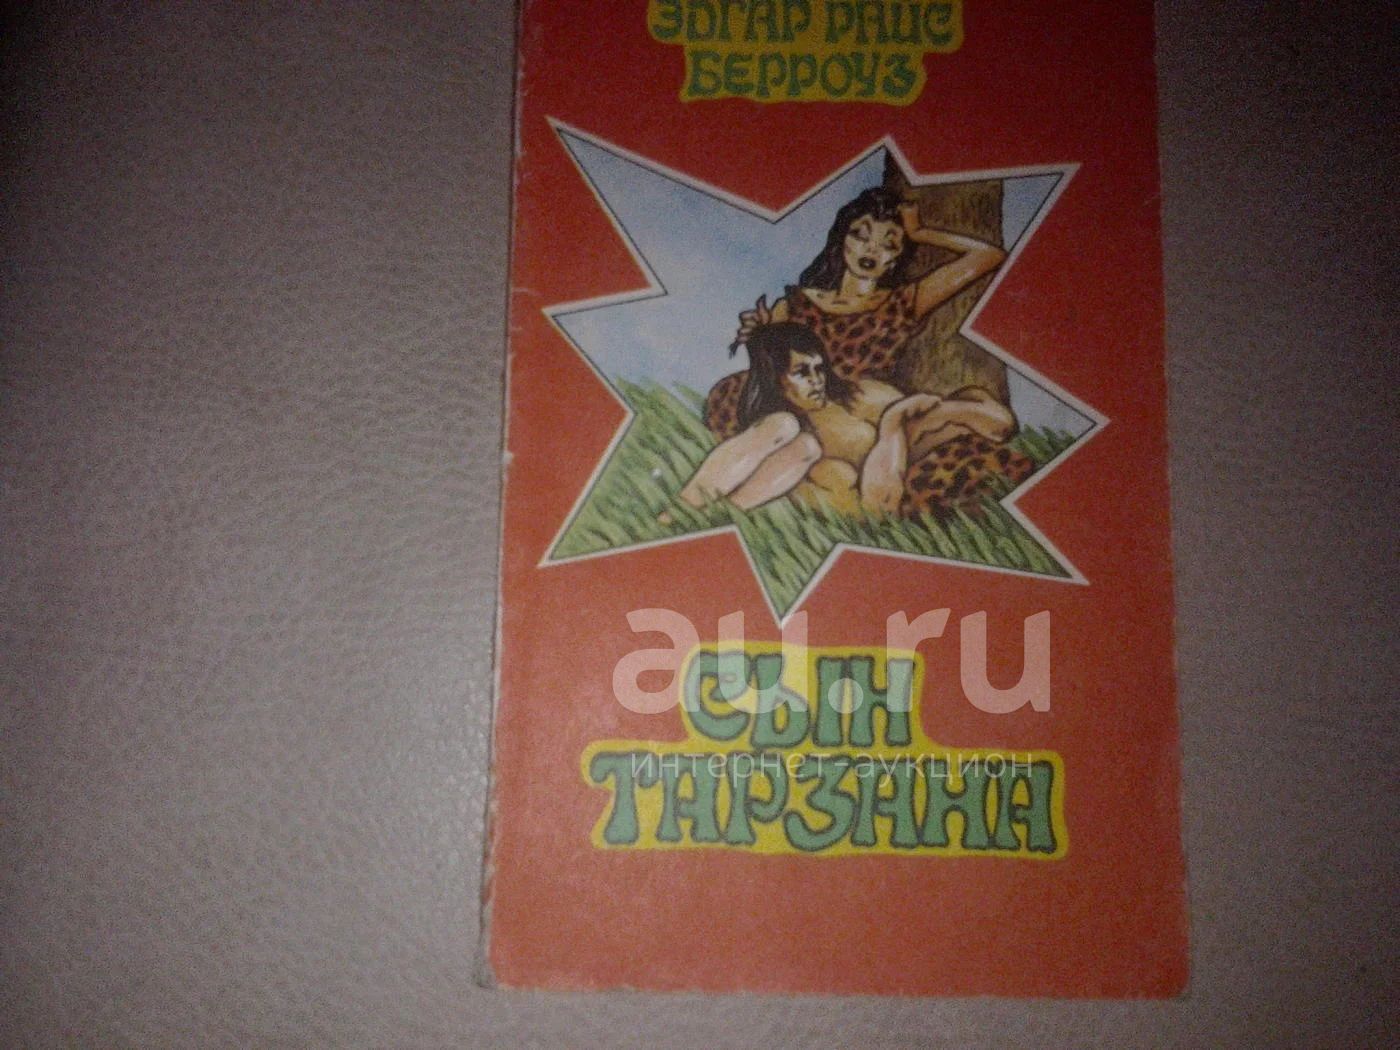 ЭДГАР РАЙС
БЕРРОУЗ
au.ru
СЫН
интернет-аукцион
ТАРЗАНА